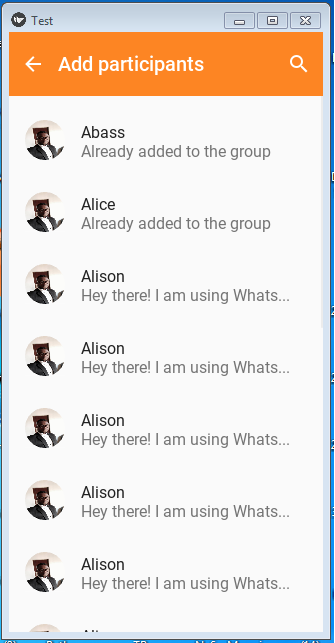 Test
Add participants
Abass
Already added to the group
Alice
Already added to the group
Alison
Hey there! I am using Whats...
Alison
Hey there! I am using Whats...
Alison
Hey there! I am using Whats...
Alison
Hey there! I am using Whats...
Alison
Hey there! I am using Whats...